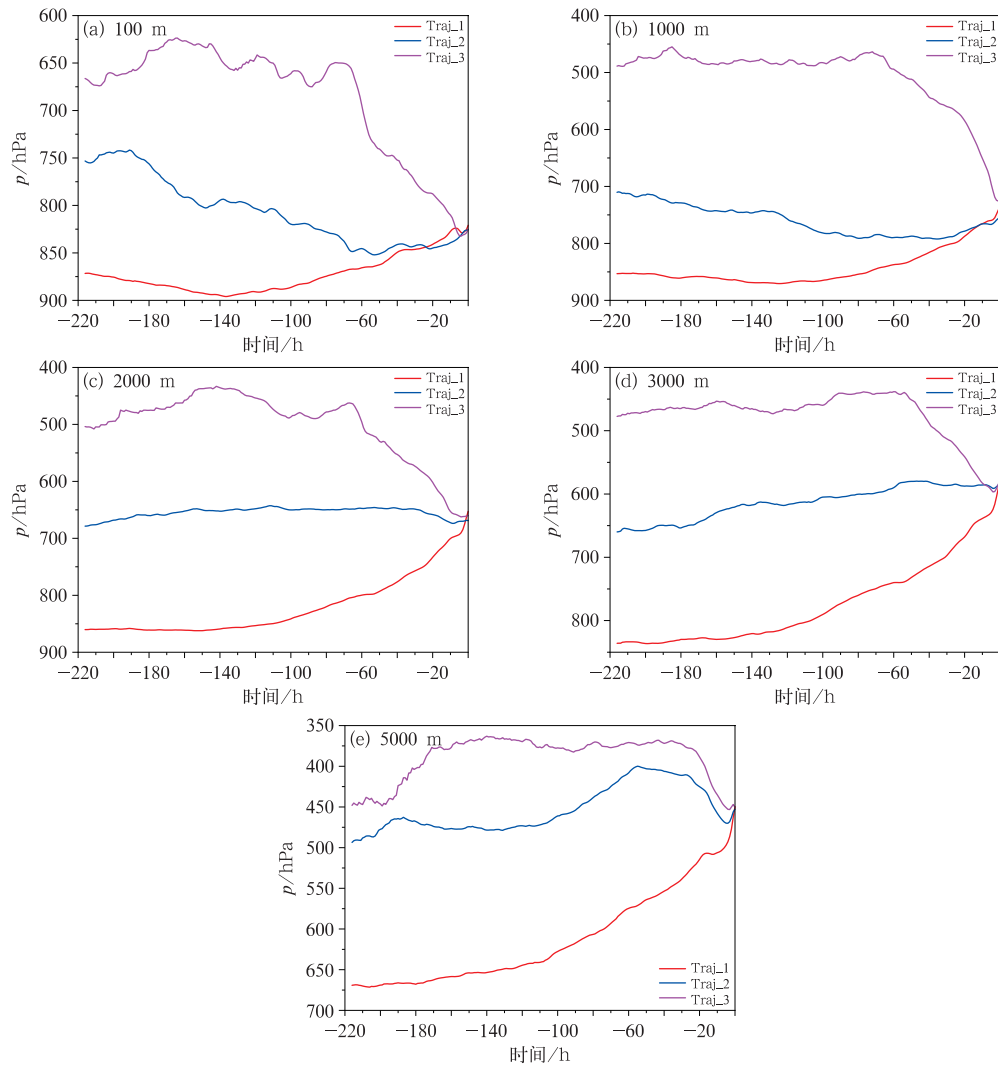 (a) 100 m
Traj_1
Traj_2
Traj_3
600
625
650
675
700
750
800
850
900
p/hPa
−220
−180
−140
−100
−60
−20
时间/h
(b) 1000 m
Traj_1
Traj_2
Traj_3
400
500
600
700
800
900
p/hPa
−220
−180
−140
−100
−60
−20
时间/h
(c) 2000 m
Traj_1
Traj_2
Traj_3
400
500
600
650
700
800
900
p/hPa
−220
−180
−140
−100
−60
−20
时间/h
(d) 3000 m
Traj_1
Traj_2
Traj_3
400
450
500
600
700
800
p/hPa
−220
−180
−140
−100
−60
−20
时间/h
(e) 5000 m
Traj_1
Traj_2
Traj_3
350
400
450
500
550
600
650
700
p/hPa
−220
−180
−140
−100
−60
−20
时间/h